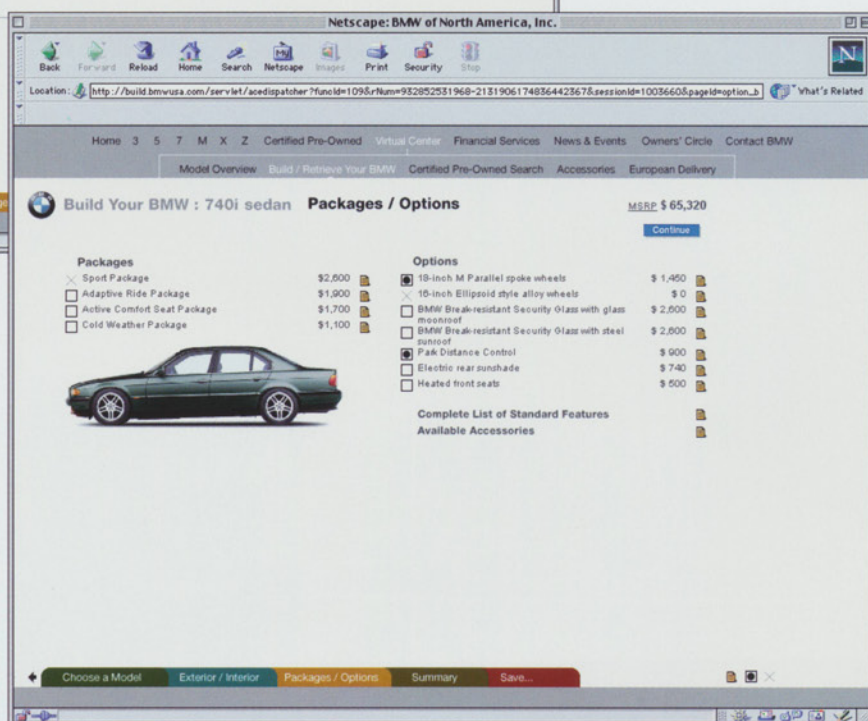 Netscape: BMW of North America, Inc.
Back Forward Reload Home Search Netscape Images Print Security Stop
N
Location: http://build.bmwusa.com/servlet/acedispatcher?funcId=109&rNum=932852531968-2131906174836442367&sessionId=1003660&pageId=option_b What's Related
Home 3 5 7 M X Z Certified Pre-Owned Virtual Center Financial Services News & Events Owners' Circle Contact BMW
Model Overview Build / Retrieve Your BMW Certified Pre-Owned Search Accessories European Delivery
Build Your BMW : 740i sedan Packages / Options MSRP $ 65,320
Continue
Packages
Sport Package $2,600
Adaptive Ride Package $1,900
Active Comfort Seat Package $1,700
Cold Weather Package $1,100
Options
18-inch M Parallel spoke wheels $ 1,450
16-inch Ellipsoid style alloy wheels $ 0
BMW Break-resistant Security Glass with glass moonroof $ 2,600
BMW Break-resistant Security Glass with steel sunroof $ 2,600
Park Distance Control $ 900
Electric rear sunshade $ 740
Heated front seats $ 500
Complete List of Standard Features
Available Accessories
Choose a Model Exterior / Interior Packages / Options Summary Save...